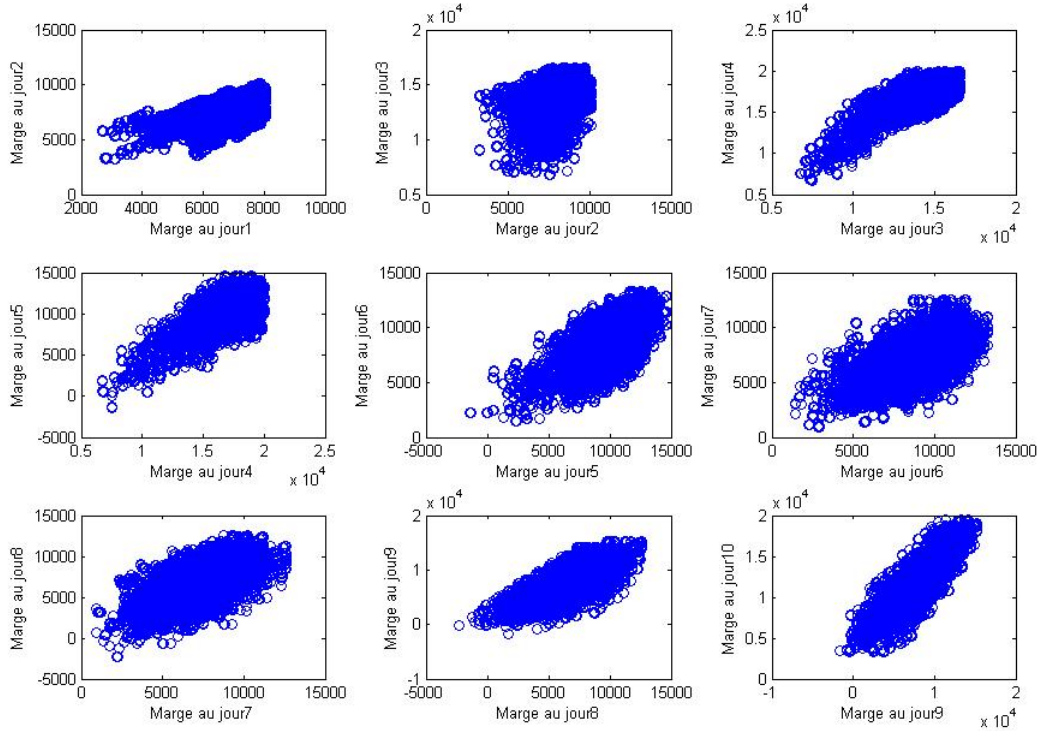 15000
10000
5000
0
2000 4000 6000 8000 10000
Marge au jour1
Marge au jour2
x 10^4
2
1.5
1
0.5
0 5000 10000 15000
Marge au jour2
Marge au jour3
x 10^4
2.5
2
1.5
1
0.5
0.5 1 1.5 2
x 10^4
Marge au jour3
Marge au jour4
15000
10000
5000
0
-5000
0.5 1 1.5 2 2.5
x 10^4
Marge au jour4
Marge au jour5
15000
10000
5000
0
-5000 0 5000 10000 15000
Marge au jour5
Marge au jour6
15000
10000
5000
0
0 5000 10000 15000
Marge au jour6
Marge au jour7
15000
10000
5000
0
-5000
0 5000 10000 15000
Marge au jour7
Marge au jour8
x 10^4
2
1
0
-1
-5000 0 5000 10000 15000
Marge au jour8
Marge au jour9
x 10^4
2
1.5
1
0.5
0
-1 0 1 2
x 10^4
Marge au jour9
Marge au jour10